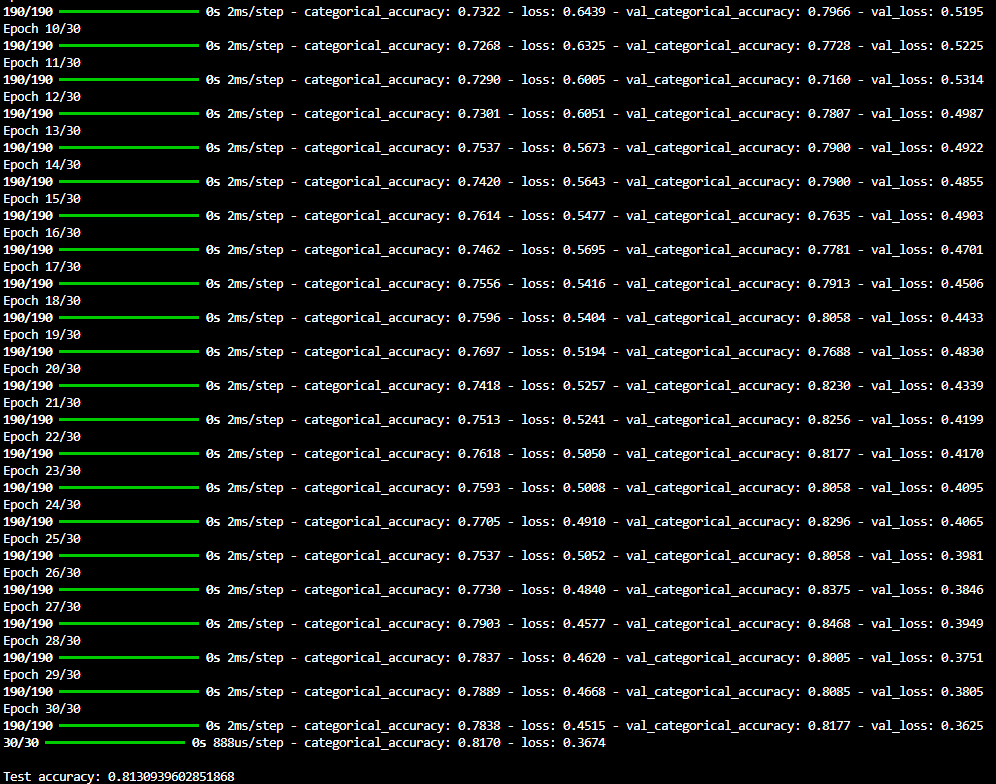 190/190 ━━━━━━━━━━━━━━━━━━━━ 0s 2ms/step - categorical_accuracy: 0.7322 - loss: 0.6439 - val_categorical_accuracy: 0.7966 - val_loss: 0.5195
Epoch 10/30
190/190 ━━━━━━━━━━━━━━━━━━━━ 0s 2ms/step - categorical_accuracy: 0.7268 - loss: 0.6325 - val_categorical_accuracy: 0.7728 - val_loss: 0.5225
Epoch 11/30
190/190 ━━━━━━━━━━━━━━━━━━━━ 0s 2ms/step - categorical_accuracy: 0.7290 - loss: 0.6005 - val_categorical_accuracy: 0.7160 - val_loss: 0.5314
Epoch 12/30
190/190 ━━━━━━━━━━━━━━━━━━━━ 0s 2ms/step - categorical_accuracy: 0.7301 - loss: 0.6051 - val_categorical_accuracy: 0.7807 - val_loss: 0.4987
Epoch 13/30
190/190 ━━━━━━━━━━━━━━━━━━━━ 0s 2ms/step - categorical_accuracy: 0.7537 - loss: 0.5673 - val_categorical_accuracy: 0.7900 - val_loss: 0.4922
Epoch 14/30
190/190 ━━━━━━━━━━━━━━━━━━━━ 0s 2ms/step - categorical_accuracy: 0.7420 - loss: 0.5643 - val_categorical_accuracy: 0.7900 - val_loss: 0.4855
Epoch 15/30
190/190 ━━━━━━━━━━━━━━━━━━━━ 0s 2ms/step - categorical_accuracy: 0.7614 - loss: 0.5477 - val_categorical_accuracy: 0.7635 - val_loss: 0.4903
Epoch 16/30
190/190 ━━━━━━━━━━━━━━━━━━━━ 0s 2ms/step - categorical_accuracy: 0.7462 - loss: 0.5695 - val_categorical_accuracy: 0.7781 - val_loss: 0.4701
Epoch 17/30
190/190 ━━━━━━━━━━━━━━━━━━━━ 0s 2ms/step - categorical_accuracy: 0.7556 - loss: 0.5416 - val_categorical_accuracy: 0.7913 - val_loss: 0.4506
Epoch 18/30
190/190 ━━━━━━━━━━━━━━━━━━━━ 0s 2ms/step - categorical_accuracy: 0.7596 - loss: 0.5404 - val_categorical_accuracy: 0.8058 - val_loss: 0.4433
Epoch 19/30
190/190 ━━━━━━━━━━━━━━━━━━━━ 0s 2ms/step - categorical_accuracy: 0.7697 - loss: 0.5194 - val_categorical_accuracy: 0.7688 - val_loss: 0.4830
Epoch 20/30
190/190 ━━━━━━━━━━━━━━━━━━━━ 0s 2ms/step - categorical_accuracy: 0.7418 - loss: 0.5257 - val_categorical_accuracy: 0.8230 - val_loss: 0.4339
Epoch 21/30
190/190 ━━━━━━━━━━━━━━━━━━━━ 0s 2ms/step - categorical_accuracy: 0.7513 - loss: 0.5241 - val_categorical_accuracy: 0.8256 - val_loss: 0.4199
Epoch 22/30
190/190 ━━━━━━━━━━━━━━━━━━━━ 0s 2ms/step - categorical_accuracy: 0.7618 - loss: 0.5050 - val_categorical_accuracy: 0.8177 - val_loss: 0.4170
Epoch 23/30
190/190 ━━━━━━━━━━━━━━━━━━━━ 0s 2ms/step - categorical_accuracy: 0.7593 - loss: 0.5008 - val_categorical_accuracy: 0.8058 - val_loss: 0.4095
Epoch 24/30
190/190 ━━━━━━━━━━━━━━━━━━━━ 0s 2ms/step - categorical_accuracy: 0.7705 - loss: 0.4910 - val_categorical_accuracy: 0.8296 - val_loss: 0.4065
Epoch 25/30
190/190 ━━━━━━━━━━━━━━━━━━━━ 0s 2ms/step - categorical_accuracy: 0.7537 - loss: 0.5052 - val_categorical_accuracy: 0.8058 - val_loss: 0.3981
Epoch 26/30
190/190 ━━━━━━━━━━━━━━━━━━━━ 0s 2ms/step - categorical_accuracy: 0.7730 - loss: 0.4840 - val_categorical_accuracy: 0.8375 - val_loss: 0.3846
Epoch 27/30
190/190 ━━━━━━━━━━━━━━━━━━━━ 0s 2ms/step - categorical_accuracy: 0.7903 - loss: 0.4577 - val_categorical_accuracy: 0.8468 - val_loss: 0.3949
Epoch 28/30
190/190 ━━━━━━━━━━━━━━━━━━━━ 0s 2ms/step - categorical_accuracy: 0.7837 - loss: 0.4620 - val_categorical_accuracy: 0.8005 - val_loss: 0.3751
Epoch 29/30
190/190 ━━━━━━━━━━━━━━━━━━━━ 0s 2ms/step - categorical_accuracy: 0.7889 - loss: 0.4668 - val_categorical_accuracy: 0.8085 - val_loss: 0.3805
Epoch 30/30
190/190 ━━━━━━━━━━━━━━━━━━━━ 0s 2ms/step - categorical_accuracy: 0.7838 - loss: 0.4515 - val_categorical_accuracy: 0.8177 - val_loss: 0.3625
30/30 ━━━━━━━━━━━━━━━━━━━━ 0s 888us/step - categorical_accuracy: 0.8170 - loss: 0.3674
Test accuracy: 0.8130939602851868